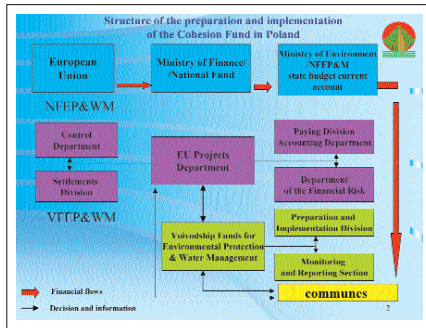 Structure of the preparation and implementation
of the Cohesion Fund in Poland
European
Union
Ministry of Finance/
/National Fund
Ministry of Environment
/NFEP&M
state budget current
account
NFEP&WM
Control
Department
Settlements
Division
EU Projects
Department
Paying Division
Accounting Department
Department
of the Financial Risk
VFEP&WM
Voivodship Funds for
Environmental Protection
& Water Management
Preparation and
Implementation Division
Monitoring
and Reporting Section
communes
Financial flows
Decision and information
2